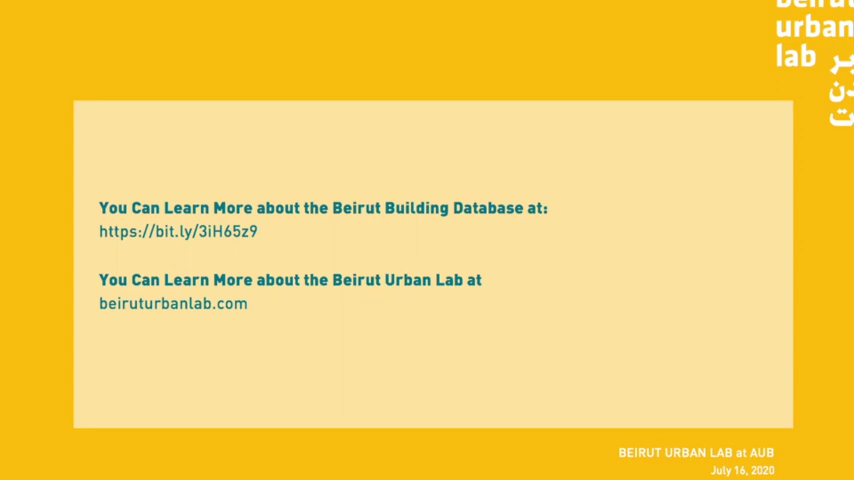 beirut
urban
lab
You Can Learn More about the Beirut Building Database at:
https://bit.ly/3iH65z9
You Can Learn More about the Beirut Urban Lab at
beiruturbanlab.com
BEIRUT URBAN LAB at AUB
July 16, 2020